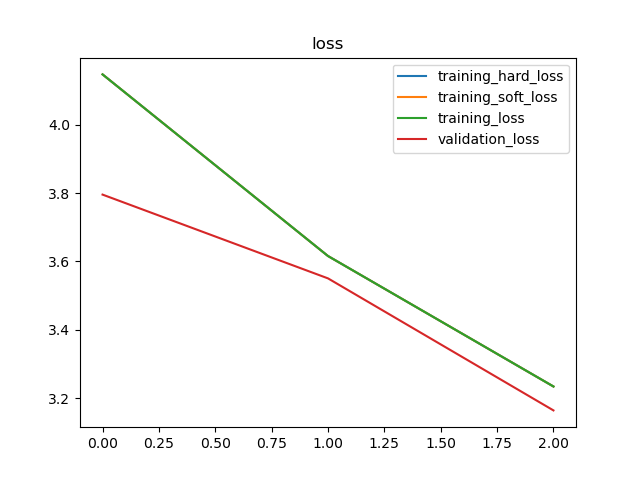 loss
training_hard_loss
training_soft_loss
training_loss
validation_loss
4.0
3.8
3.6
3.4
3.2
0.00 0.25 0.50 0.75 1.00 1.25 1.50 1.75 2.00